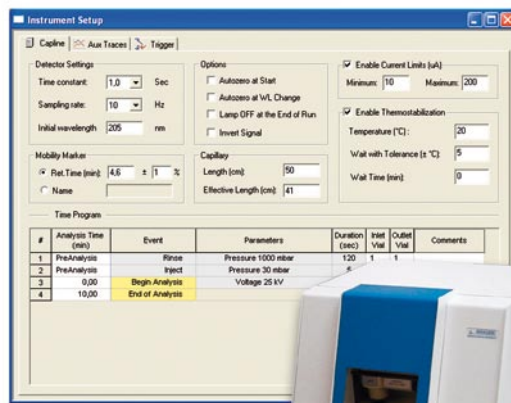 Instrument Setup
Capline Aux Traces Trigger
Detector Settings
Time constant: 1,0 Sec
Sampling rate: 10 Hz
Initial wavelength 205 nm
Options
Autozero at Start
Autozero at WL Change
Lamp OFF at the End of Run
Invert Signal
Enable Current Limits (uA)
Minimum: 10 Maximum: 200
Enable Thermostabilization
Temperature (°C): 20
Wait with Tolerance (± °C): 5
Wait Time (min): 0
Mobility Marker
Ret.Time (min): 4,6 ± 1 %
Name
Capillary
Length (cm): 50
Effective Length (cm): 41
Time Program
# Analysis Time (min) Event Parameters Duration (sec) Inlet Vial Outlet Vial Comments
1 PreAnalysis Rinse Pressure 1000 mbar 120 1 1
2 PreAnalysis Inject Pressure 30 mbar
3 0,00 Begin Analysis Voltage 25 kV
4 10,00 End of Analysis